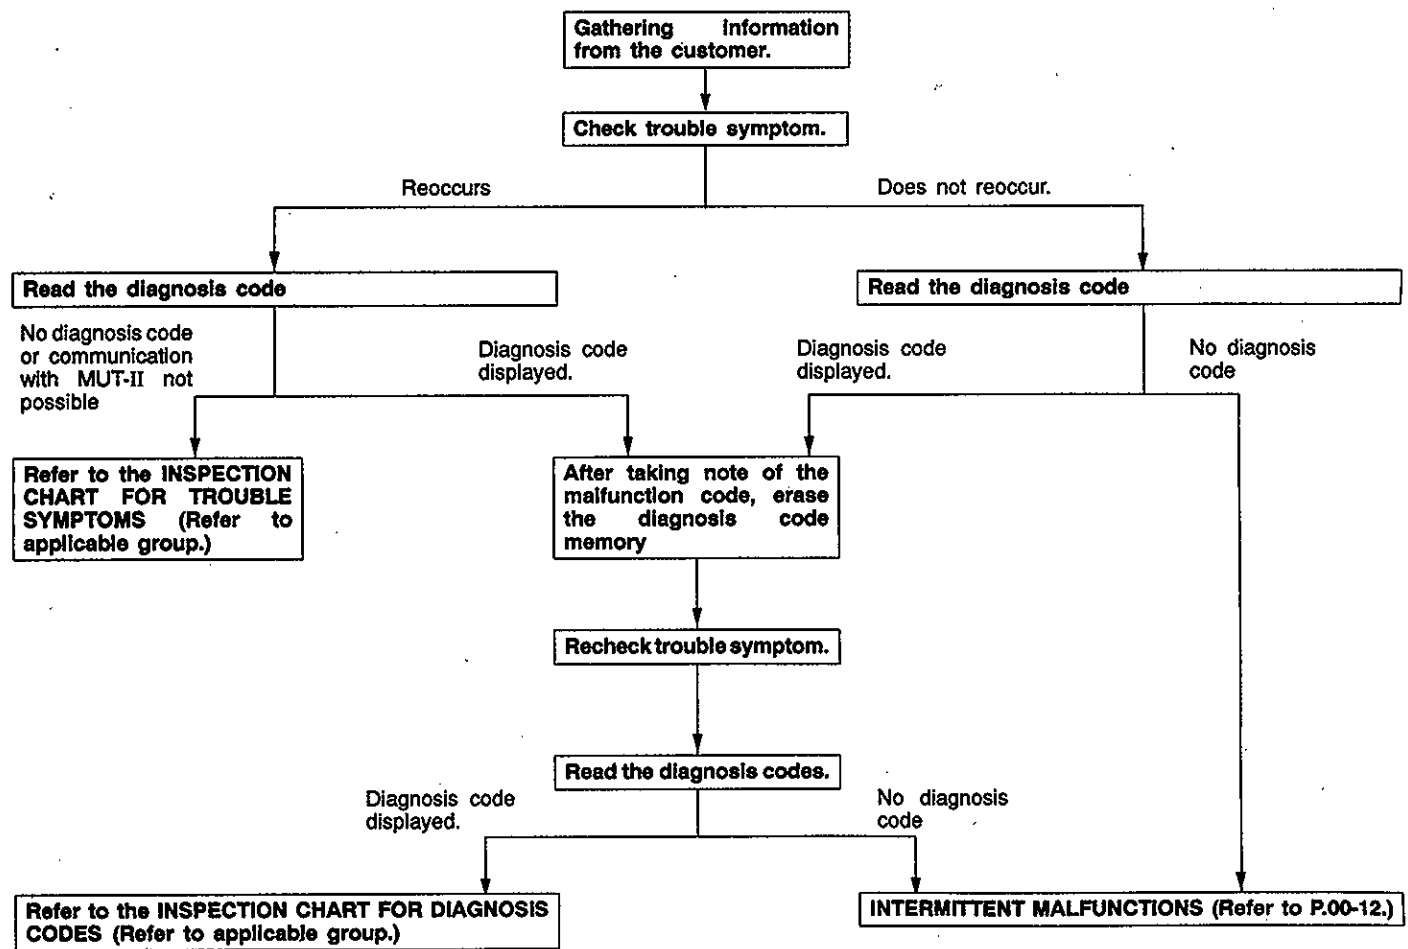 Gathering information
from the customer.
Check trouble symptom.
Reoccurs
Does not reoccur.
Read the diagnosis code
Read the diagnosis code
No diagnosis code
or communication
with MUT-II not
possible
Diagnosis code
displayed.
Diagnosis code
displayed.
No diagnosis
code
Refer to the INSPECTION
CHART FOR TROUBLE
SYMPTOMS (Refer to
applicable group.)
After taking note of the
malfunction code, erase
the diagnosis code
memory
Recheck trouble symptom.
Read the diagnosis codes.
Diagnosis code
displayed.
No diagnosis
code
Refer to the INSPECTION CHART FOR DIAGNOSIS
CODES (Refer to applicable group.)
INTERMITTENT MALFUNCTIONS (Refer to P.00-12.)